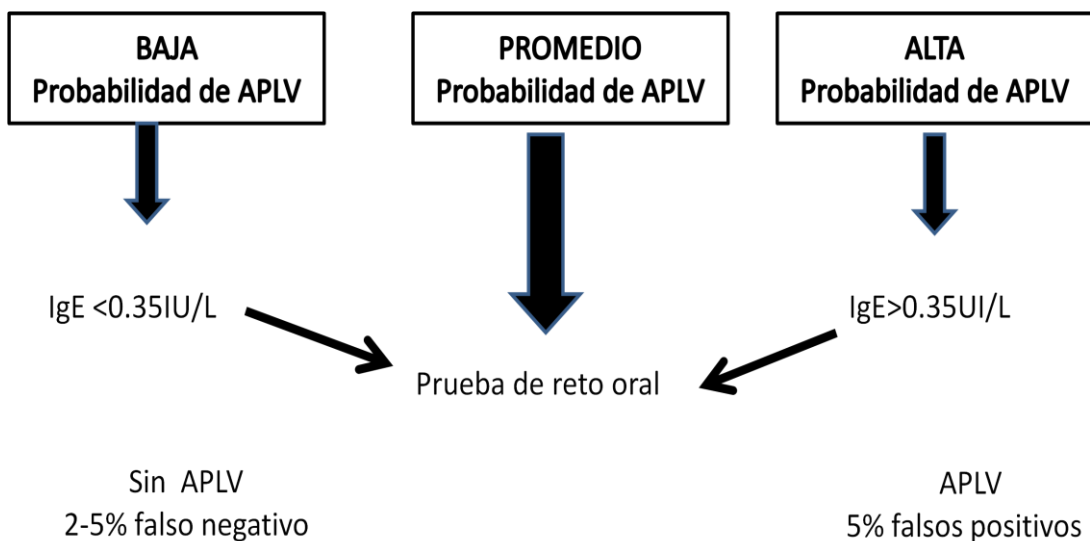 BAJA
Probabilidad de APLV
PROMEDIO
Probabilidad de APLV
ALTA
Probabilidad de APLV
IgE <0.35IU/L
IgE>0.35UI/L
Prueba de reto oral
Sin APLV
2-5% falso negativo
APLV
5% falsos positivos